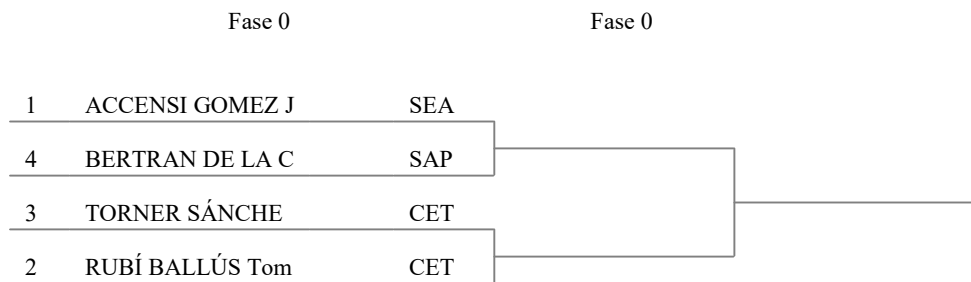 Fase 0 Fase 0
1 ACCENSI GOMEZ J SEA
4 BERTRAN DE LA C SAP
3 TORNER SÁNCHE CET
2 RUBÍ BALLÚS Tom CET